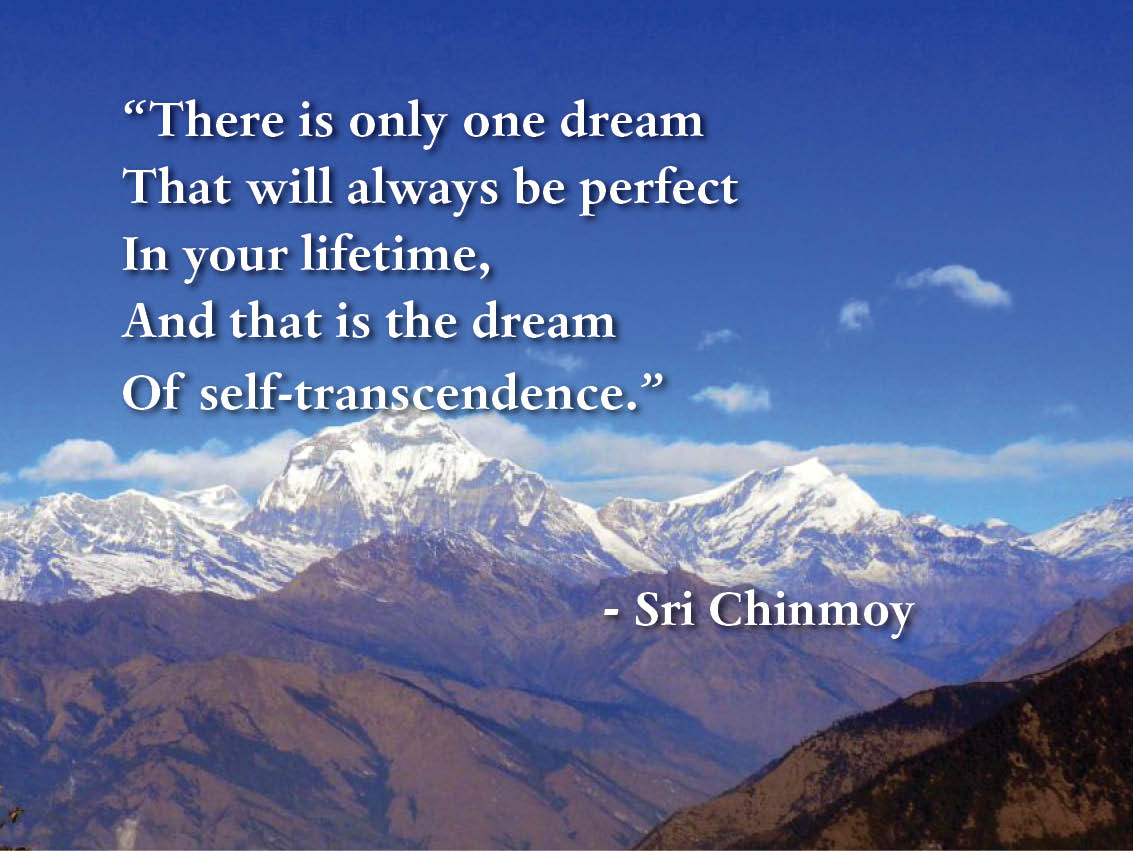 “There is only one dream
That will always be perfect
In your lifetime,
And that is the dream
Of self-transcendence.”
- Sri Chinmoy